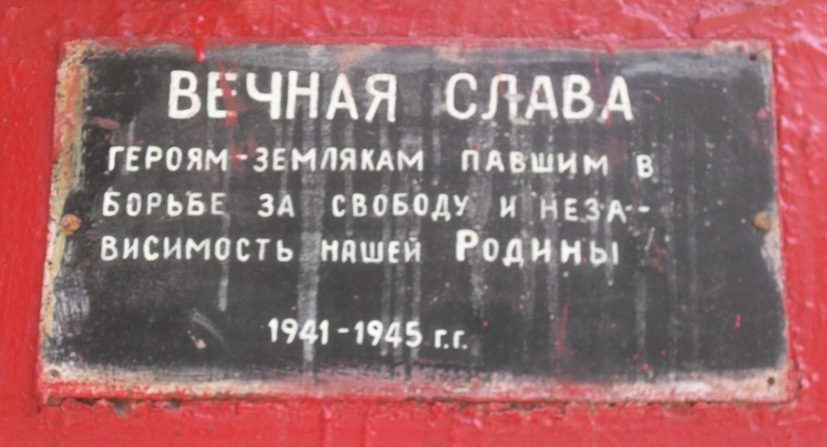 ВЕЧНАЯ СЛАВА
ГЕРОЯМ-ЗЕМЛЯКАМ ПАВШИМ В
БОРЬБЕ ЗА СВОБОДУ И НЕЗА-
ВИСИМОСТЬ НАШЕЙ РОДИНЫ
1941-1945 г.г.